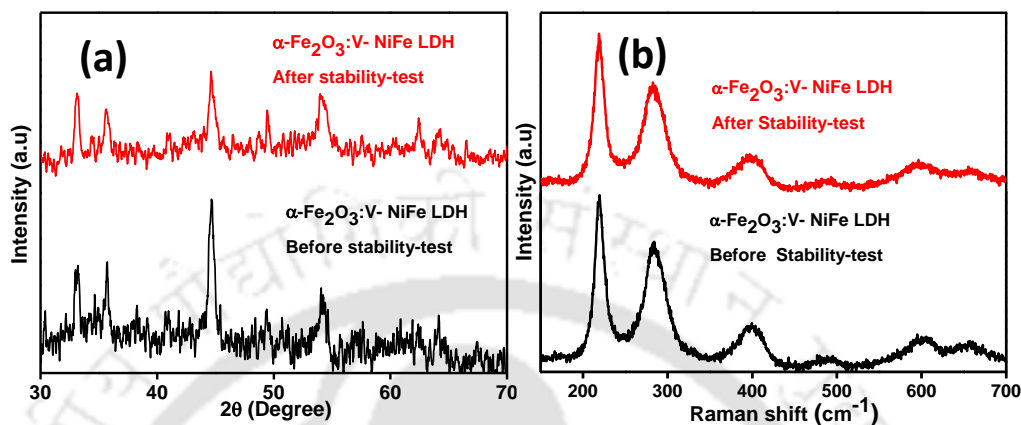 (a)
α-Fe₂O₃:V- NiFe LDH
After stability-test
α-Fe₂O₃:V- NiFe LDH
Before stability-test
Intensity (a.u)
30 40 50 60 70
2θ (Degree)
(b)
α-Fe₂O₃:V- NiFe LDH
After Stability-test
α-Fe₂O₃:V- NiFe LDH
Before Stability-test
Intensity (a.u)
200 300 400 500 600 700
Raman shift (cm⁻¹)